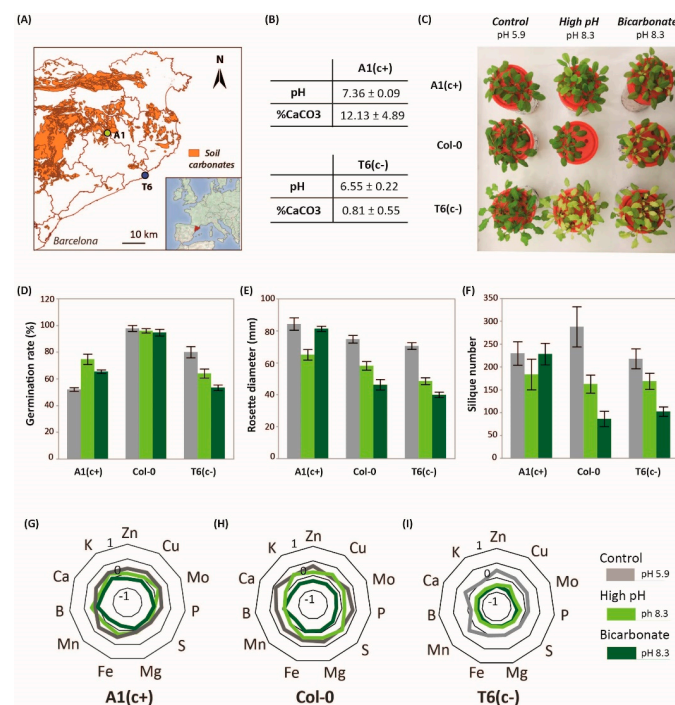 (A)
N
A1
Soil
carbonates
T6
Barcelona
10 km
(B)
A1(c+)
pH 7.36 ± 0.09
%CaCO3 12.13 ± 4.89
T6(c-)
pH 6.55 ± 0.22
%CaCO3 0.81 ± 0.55
(C)
Control High pH Bicarbonate
pH 5.9 pH 8.3 pH 8.3
A1(c+)
Col-0
T6(c-)
(D)
Germination rate (%)
120
100
80
60
40
20
0
A1(c+) Col-0 T6(c-)
(E)
Rosette diameter (mm)
100
80
60
40
20
0
A1(c+) Col-0 T6(c-)
(F)
Silique number
350
300
250
200
150
100
50
0
A1(c+) Col-0 T6(c-)
(G)
Zn
Cu
Mo
P
S
Mg
Fe
Mn
B
Ca
K
1
0
-1
A1(c+)
(H)
Zn
Cu
Mo
P
S
Mg
Fe
Mn
B
Ca
K
1
0
-1
Col-0
(I)
Zn
Cu
Mo
P
S
Mg
Fe
Mn
B
Ca
K
1
0
-1
T6(c-)
Control
pH 5.9
High pH
pH 8.3
Bicarbonate
pH 8.3